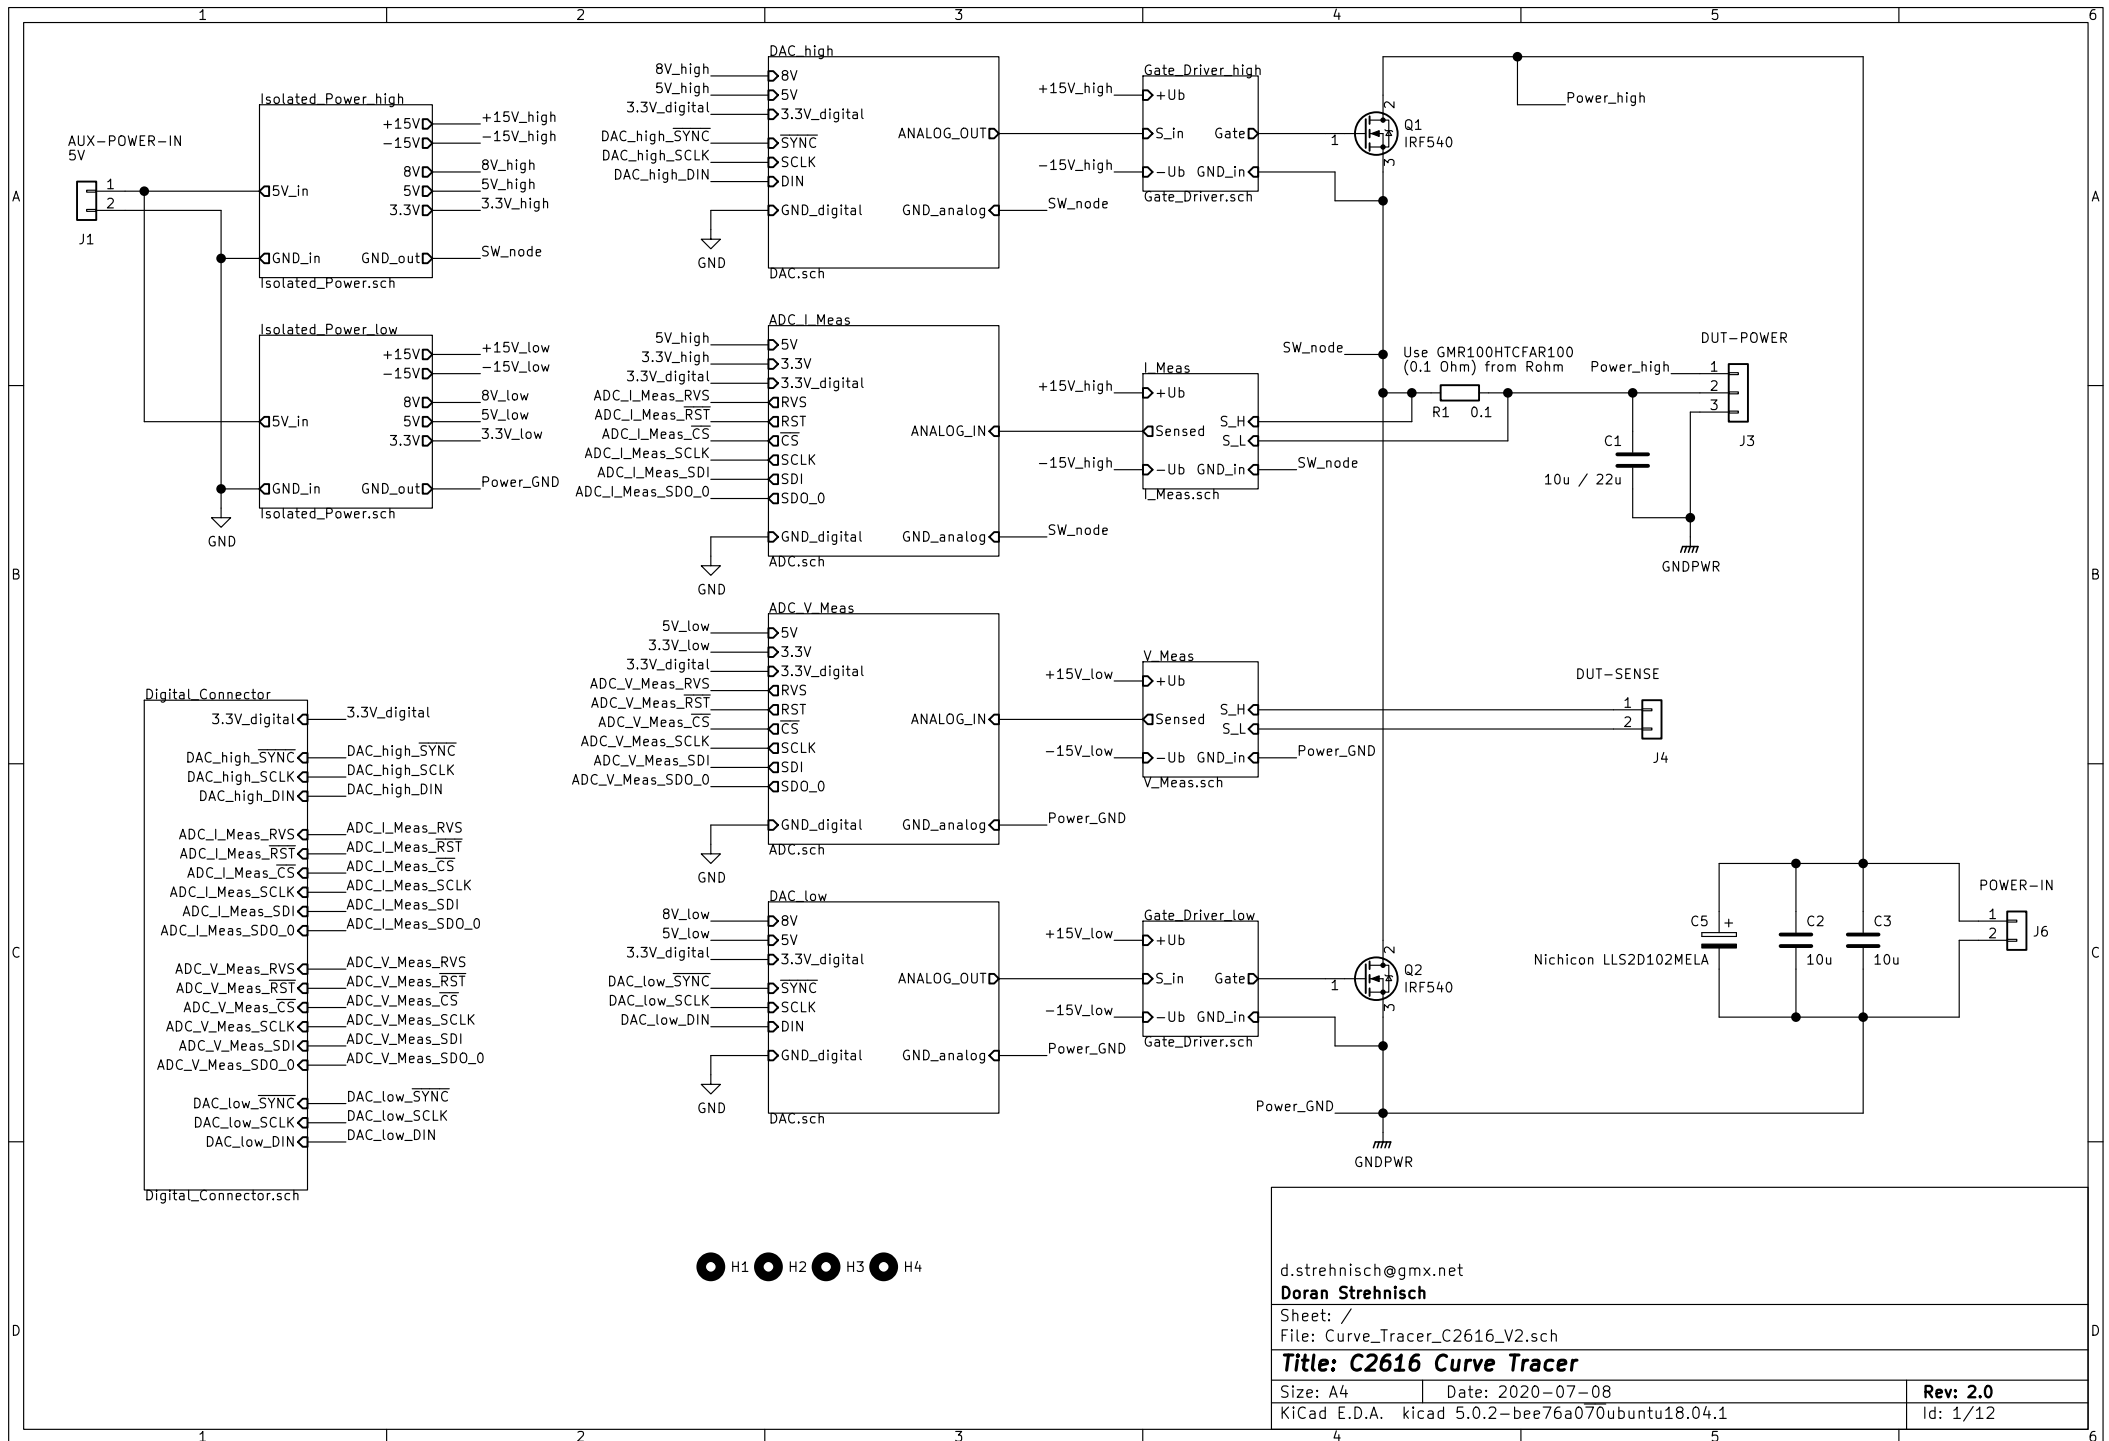 1 2 3 4 5 6
A B C D
AUX-POWER-IN
5V
1
2
J1
Isolated_Power_high
+15V
-15V
8V
5V
3.3V
5V_in
GND_in
GND_out
Isolated_Power.sch
+15V_high
-15V_high
8V_high
5V_high
3.3V_high
SW_node
Isolated_Power_low
+15V
-15V
8V
5V
3.3V
5V_in
GND_in
GND_out
Isolated_Power.sch
+15V_low
-15V_low
8V_low
5V_low
3.3V_low
Power_GND
GND
Digital_Connector
3.3V_digital 3.3V_digital
DAC_high_SYNC DAC_high_SYNC
DAC_high_SCLK DAC_high_SCLK
DAC_high_DIN DAC_high_DIN
ADC_I_Meas_RVS ADC_I_Meas_RVS
ADC_I_Meas_RST ADC_I_Meas_RST
ADC_I_Meas_CS ADC_I_Meas_CS
ADC_I_Meas_SCLK ADC_I_Meas_SCLK
ADC_I_Meas_SDI ADC_I_Meas_SDI
ADC_I_Meas_SDO_0 ADC_I_Meas_SDO_0
ADC_V_Meas_RVS ADC_V_Meas_RVS
ADC_V_Meas_RST ADC_V_Meas_RST
ADC_V_Meas_CS ADC_V_Meas_CS
ADC_V_Meas_SCLK ADC_V_Meas_SCLK
ADC_V_Meas_SDI ADC_V_Meas_SDI
ADC_V_Meas_SDO_0 ADC_V_Meas_SDO_0
DAC_low_SYNC DAC_low_SYNC
DAC_low_SCLK DAC_low_SCLK
DAC_low_DIN DAC_low_DIN
Digital_Connector.sch
DAC_high
8V_high 8V
5V_high 5V
3.3V_digital 3.3V_digital
DAC_high_SYNC SYNC
DAC_high_SCLK SCLK
DAC_high_DIN DIN
GND_digital
ANALOG_OUT
GND_analog SW_node
GND
DAC.sch
ADC_I_Meas
5V_high 5V
3.3V_high 3.3V
3.3V_digital 3.3V_digital
ADC_I_Meas_RVS RVS
ADC_I_Meas_RST RST
ADC_I_Meas_CS CS
ADC_I_Meas_SCLK SCLK
ADC_I_Meas_SDI SDI
ADC_I_Meas_SDO_0 SDO_0
GND_digital
ANALOG_IN
GND_analog SW_node
GND
ADC.sch
ADC_V_Meas
5V_low 5V
3.3V_low 3.3V
3.3V_digital 3.3V_digital
ADC_V_Meas_RVS RVS
ADC_V_Meas_RST RST
ADC_V_Meas_CS CS
ADC_V_Meas_SCLK SCLK
ADC_V_Meas_SDI SDI
ADC_V_Meas_SDO_0 SDO_0
GND_digital
ANALOG_IN
GND_analog Power_GND
GND
ADC.sch
DAC_low
8V_low 8V
5V_low 5V
3.3V_digital 3.3V_digital
DAC_low_SYNC SYNC
DAC_low_SCLK SCLK
DAC_low_DIN DIN
GND_digital
ANALOG_OUT
GND_analog Power_GND
GND
DAC.sch
Gate_Driver_high
+15V_high +Ub
S_in Gate
-15V_high -Ub GND_in
Gate_Driver.sch
1
2
3
Q1
IRF540
Power_high
I_Meas
+15V_high +Ub
S_H
Sensed
S_L
-15V_high -Ub GND_in SW_node
I_Meas.sch
SW_node
Use GMR100HTCFAR100
(0.1 Ohm) from Rohm
R1 0.1
DUT-POWER
Power_high 1
2
3
J3
C1
10u / 22u
GNDPWR
V_Meas
+15V_low +Ub
S_H
Sensed
S_L
-15V_low -Ub GND_in Power_GND
V_Meas.sch
DUT-SENSE
1
2
J4
Gate_Driver_low
+15V_low +Ub
S_in Gate
-15V_low -Ub GND_in
Gate_Driver.sch
1
2
3
Q2
IRF540
Power_GND
GNDPWR
C5 +
Nichicon LLS2D102MELA
C2
10u
C3
10u
POWER-IN
1
2
J6
H1 H2 H3 H4
d.strehnisch@gmx.net
Doran Strehnisch
Sheet: /
File: Curve_Tracer_C2616_V2.sch
Title: C2616 Curve Tracer
Size: A4 Date: 2020-07-08 Rev: 2.0
KiCad E.D.A. kicad 5.0.2-bee76a070ubuntu18.04.1 Id: 1/12
A B C D
1 2 3 4 5 6